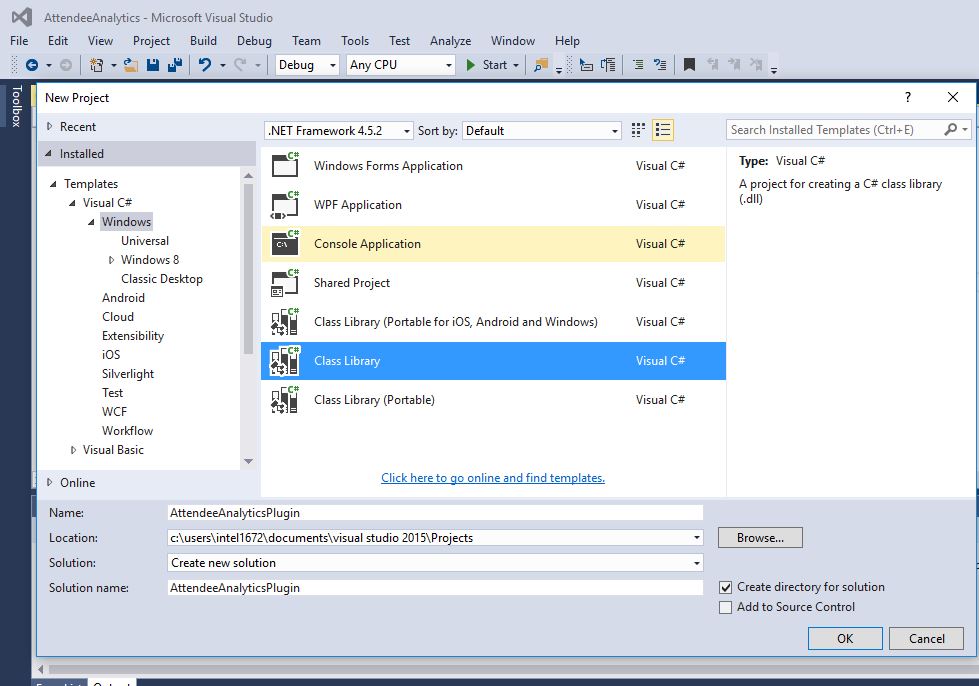 AttendeeAnalytics - Microsoft Visual Studio
File Edit View Project Build Debug Team Tools Test Analyze Window Help
Debug Any CPU Start
Toolbox
New Project ?
Recent
.NET Framework 4.5.2 Sort by: Default
Search Installed Templates (Ctrl+E)
Installed
Templates
Visual C#
Windows
Universal
Windows 8
Classic Desktop
Android
Cloud
Extensibility
iOS
Silverlight
Test
WCF
Workflow
Visual Basic
Online
C# Windows Forms Application Visual C#
C# WPF Application Visual C#
C# C:\ Console Application Visual C#
C# Shared Project Visual C#
C# Class Library (Portable for iOS, Android and Windows) Visual C#
C# Class Library Visual C#
C# Class Library (Portable) Visual C#
Click here to go online and find templates.
Type: Visual C#
A project for creating a C# class library
(.dll)
Name: AttendeeAnalyticsPlugin
Location: c:\users\intel1672\documents\visual studio 2015\Projects Browse...
Solution: Create new solution
Solution name: AttendeeAnalyticsPlugin
Create directory for solution
Add to Source Control
OK Cancel